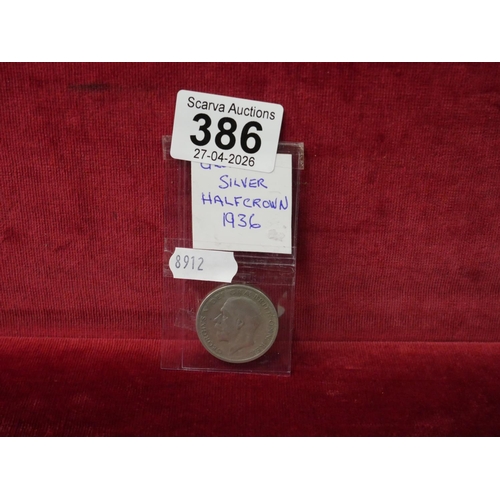 Scarva Auctions
386
27-04-2026
SILVER
HALFCROWN
1936
8912